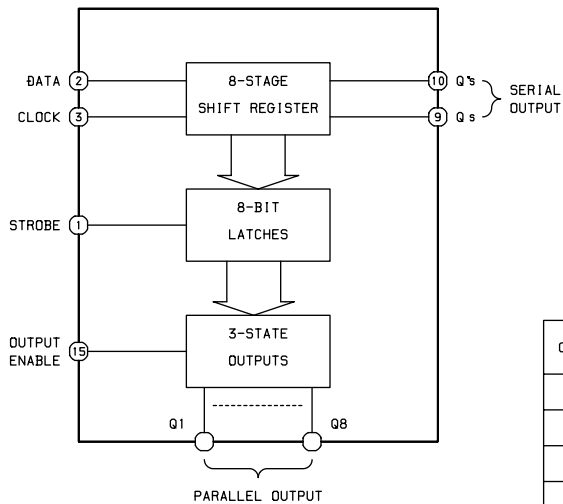 8-STAGE
SHIFT REGISTER
DATA 2
CLOCK 3
10 Q's
9 Qs
SERIAL
OUTPUT
8-BIT
LATCHES
STROBE 1
3-STATE
OUTPUTS
OUTPUT
ENABLE 15
Q1
Q8
PARALLEL OUTPUT